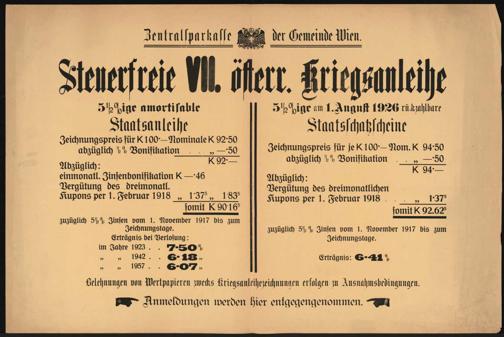 Zentralsparkasse der Gemeinde Wien.
Steuerfreie VII. österr. Kriegsanleihe
5½%ige amortisable
Staatsanleihe
Zeichnungspreis für K 100·— Nominale K 92·50
abzüglich ½% Bonifikation . . „ —·50
K 92·—
Abzüglich:
einmonatl. Zinsenbonifikation K —·46
Vergütung des dreimonatl.
Kupons per 1. Februar 1918 „ 1·37⁵ „ 1·83⁵
somit K 90·16⁵
zuzüglich 5½% Zinsen vom 1. November 1917 bis zum
Zeichnungstage.
Erträgnis bei Verlosung:
im Jahre 1923 . . 7·50%
„ „ 1942 . . 6·18 „
„ „ 1957 . . 6·07 „
5½%ige am 1. August 1926 rückzahlbare
Staatsschatzscheine
Zeichnungspreis für je K 100·— Nom. K 94·50
abzüglich ½% Bonifikation . . „ —·50
K 94·—
Abzüglich:
Vergütung des dreimonatlichen
Kupons per 1. Februar 1918 . . „ 1·37⁵
somit K 92.62⁵
zuzüglich 5½% Zinsen vom 1. November 1917 bis zum
Zeichnungstage.
Erträgnis: 6·41%
Belehnungen von Wertpapieren zwecks Kriegsanleihezeichnungen erfolgen zu Ausnahmsbedingungen.
Anmeldungen werden hier entgegengenommen.